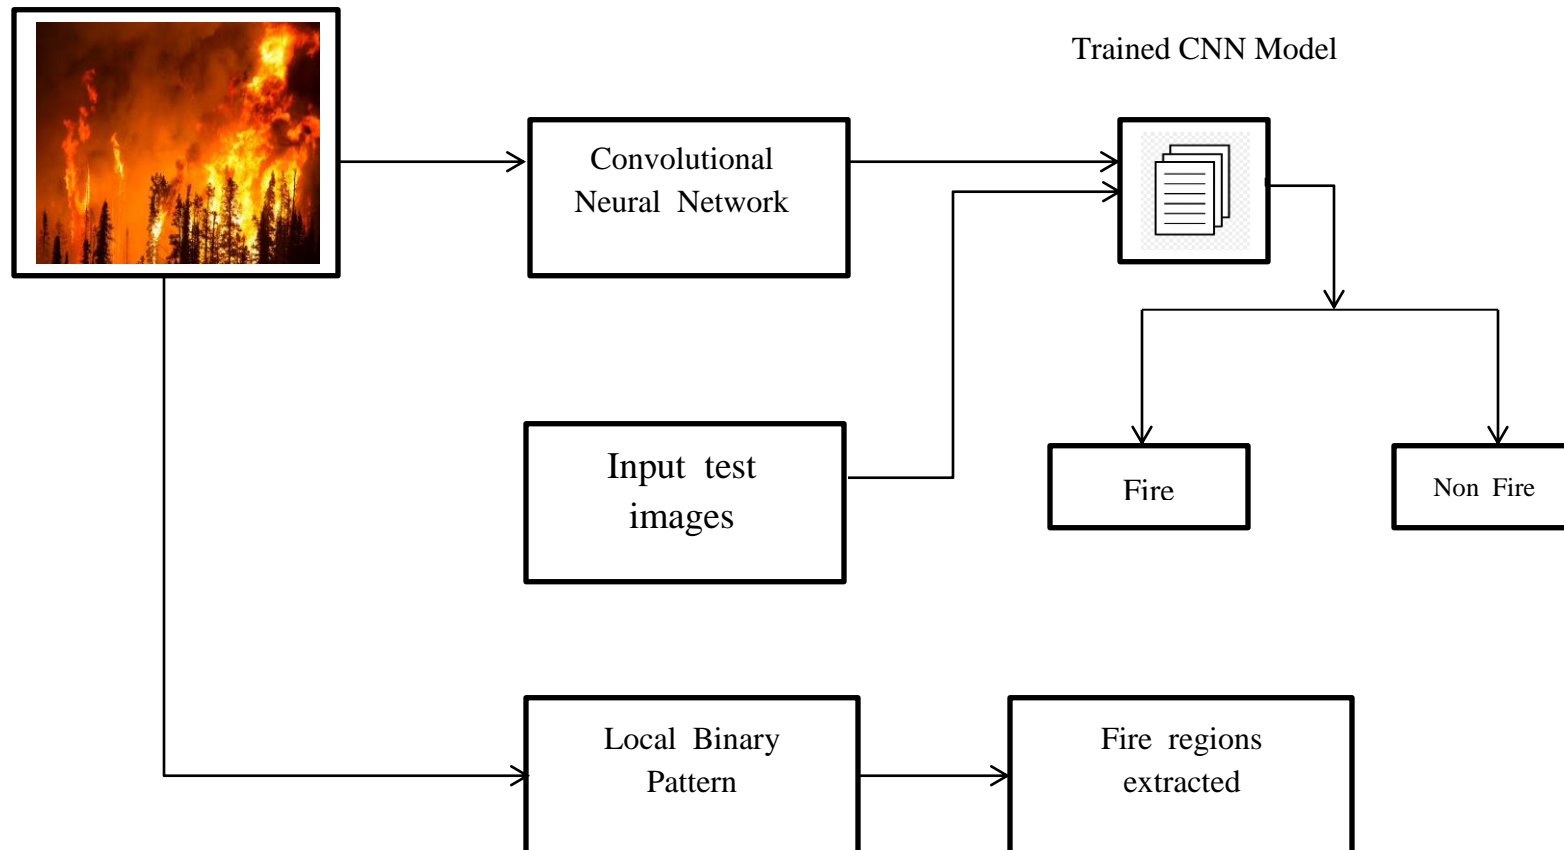 Trained CNN Model
Convolutional
Neural Network
Input test
images
Fire
Non Fire
Local Binary
Pattern
Fire regions
extracted